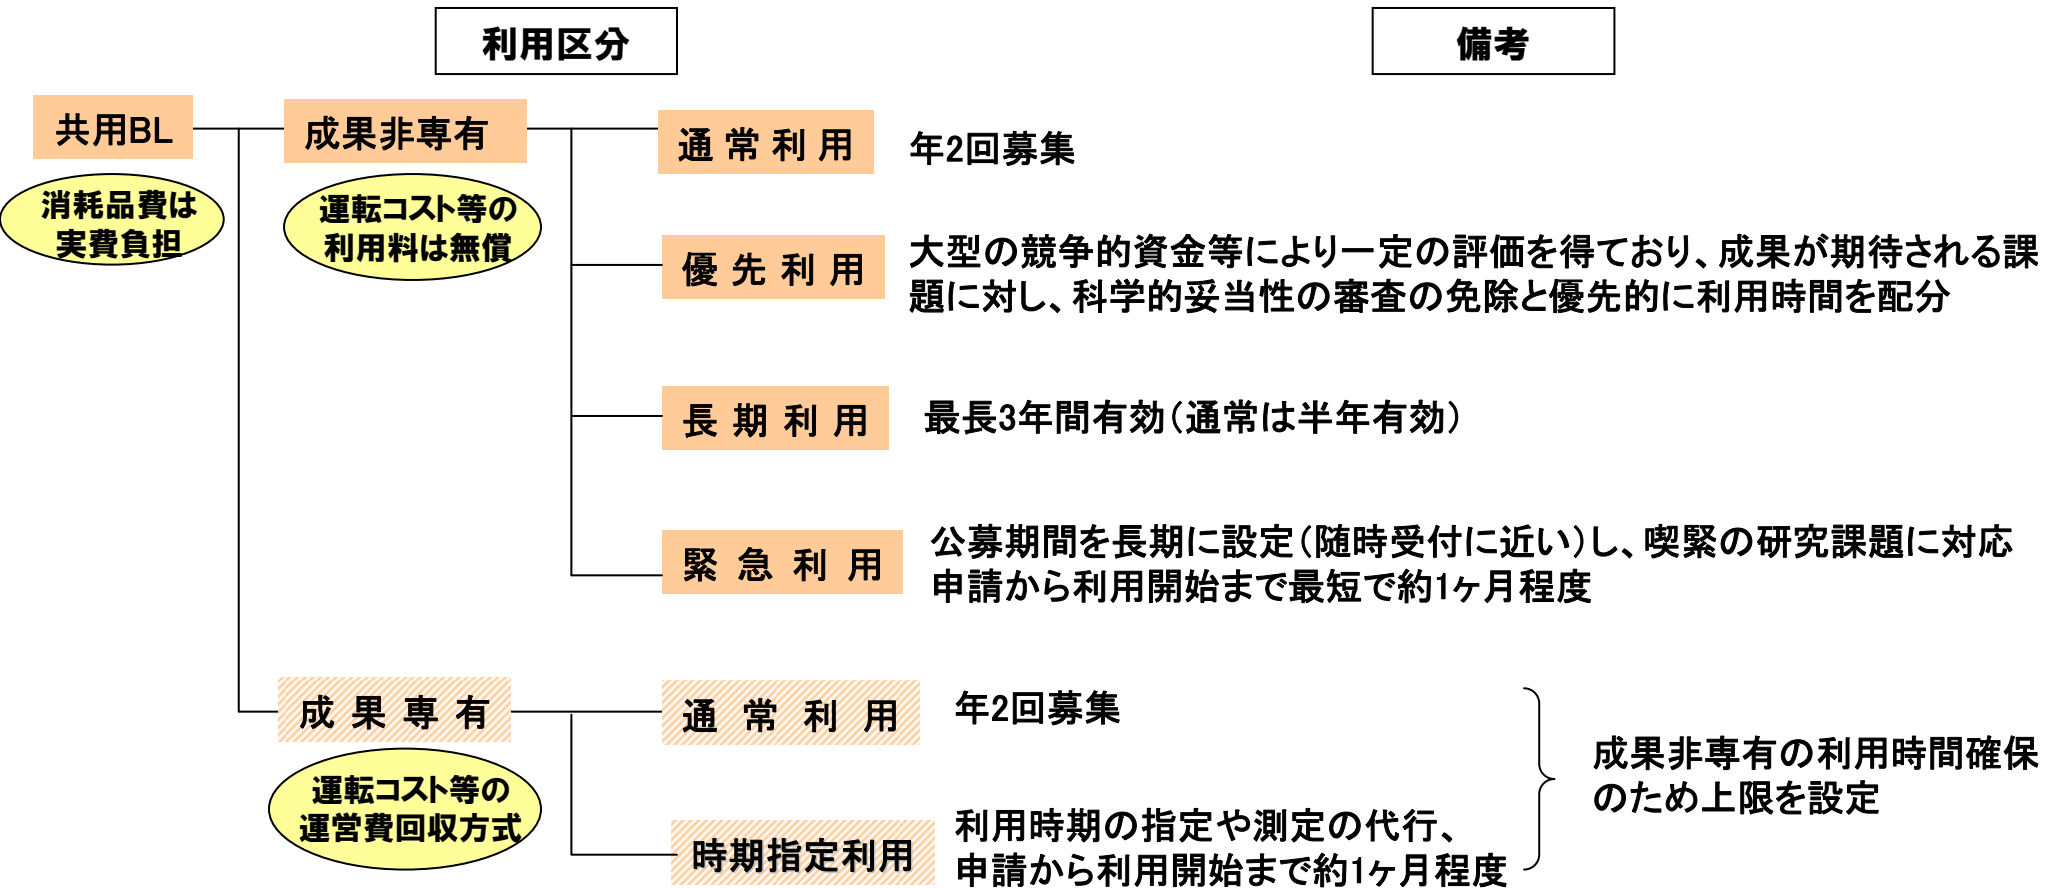 利用区分
備考
共用BL
消耗品費は
実費負担
成果非専有
運転コスト等の
利用料は無償
通常利用
年2回募集
優先利用
大型の競争的資金等により一定の評価を得ており、成果が期待される課
題に対し、科学的妥当性の審査の免除と優先的に利用時間を配分
長期利用
最長3年間有効（通常は半年有効）
緊急利用
公募期間を長期に設定（随時受付に近い）し、喫緊の研究課題に対応
申請から利用開始まで最短で約1ヶ月程度
成果専有
運転コスト等の
運営費回収方式
通常利用
年2回募集
時期指定利用
利用時期の指定や測定の代行、
申請から利用開始まで約1ヶ月程度
成果非専有の利用時間確保
のため上限を設定